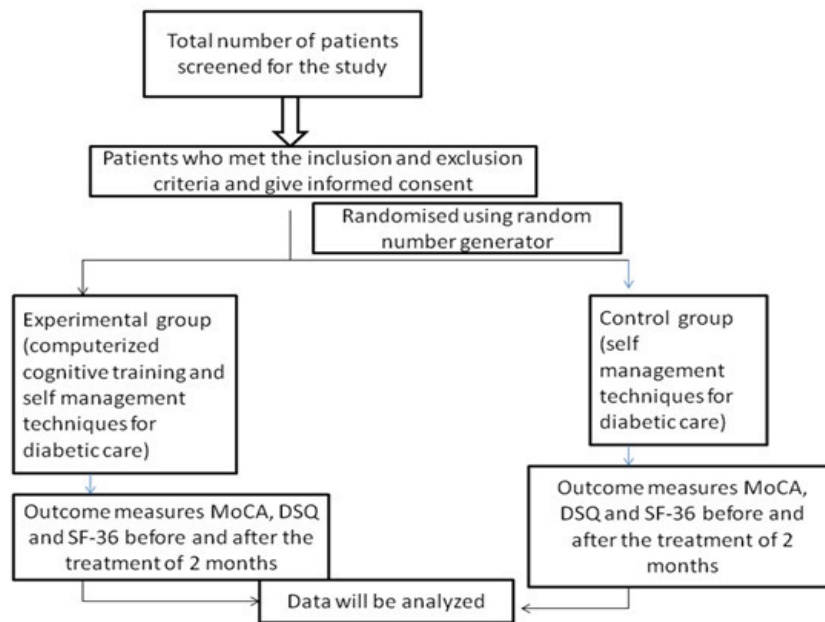 Total number of patients
screened for the study
Patients who met the inclusion and exclusion
criteria and give informed consent
Randomised using random
number generator
Experimental group
(computerized
cognitive training and
self management
techniques for
diabetic care)
Control group
(self
management
techniques for
diabetic care)
Outcome measures MoCA, DSQ
and SF-36 before and after the
treatment of 2 months
Outcome measures MoCA,
DSQ and SF-36 before and
after the treatment of 2
months
Data will be analyzed